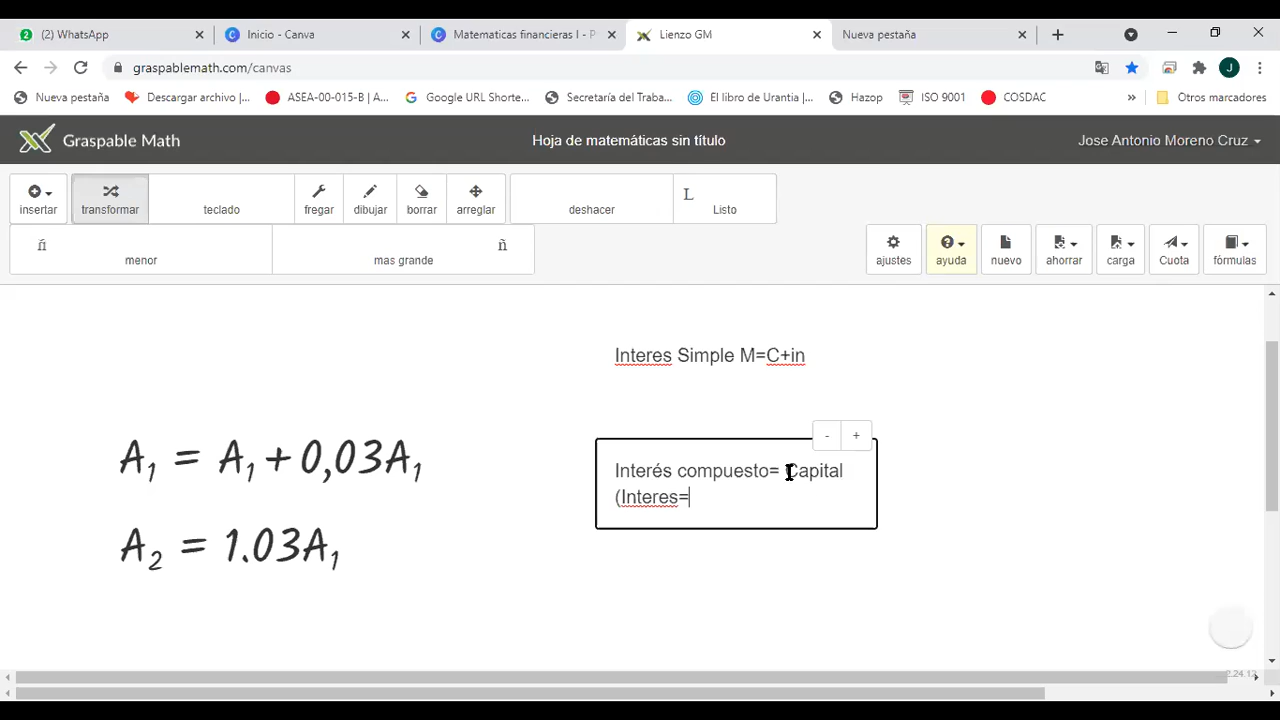 (2) WhatsApp
Inicio - Canva
Matematicas financieras I - P
Lienzo GM
Nueva pestaña
graspablemath.com/canvas
J
Nueva pestaña
Descargar archivo |...
ASEA-00-015-B | A...
Google URL Shorte...
Secretaría del Traba...
El libro de Urantia |...
Hazop
ISO 9001
COSDAC
»
Otros marcadores
Graspable Math
Hoja de matemáticas sin título
Jose Antonio Moreno Cruz
insertar
transformar
teclado
fregar
dibujar
borrar
arreglar
deshacer
L
Listo
ñ
menor
ñ
mas grande
ajustes
ayuda
nuevo
ahorrar
carga
Cuota
fórmulas
Interes Simple M=C+in
- +
Interés compuesto= Capital
(Interes=
A₁ = A₁ + 0,03A₁
A₂ = 1.03A₁